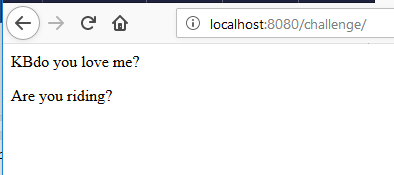 localhost:8080/challenge/
KBdo you love me?
Are you riding?